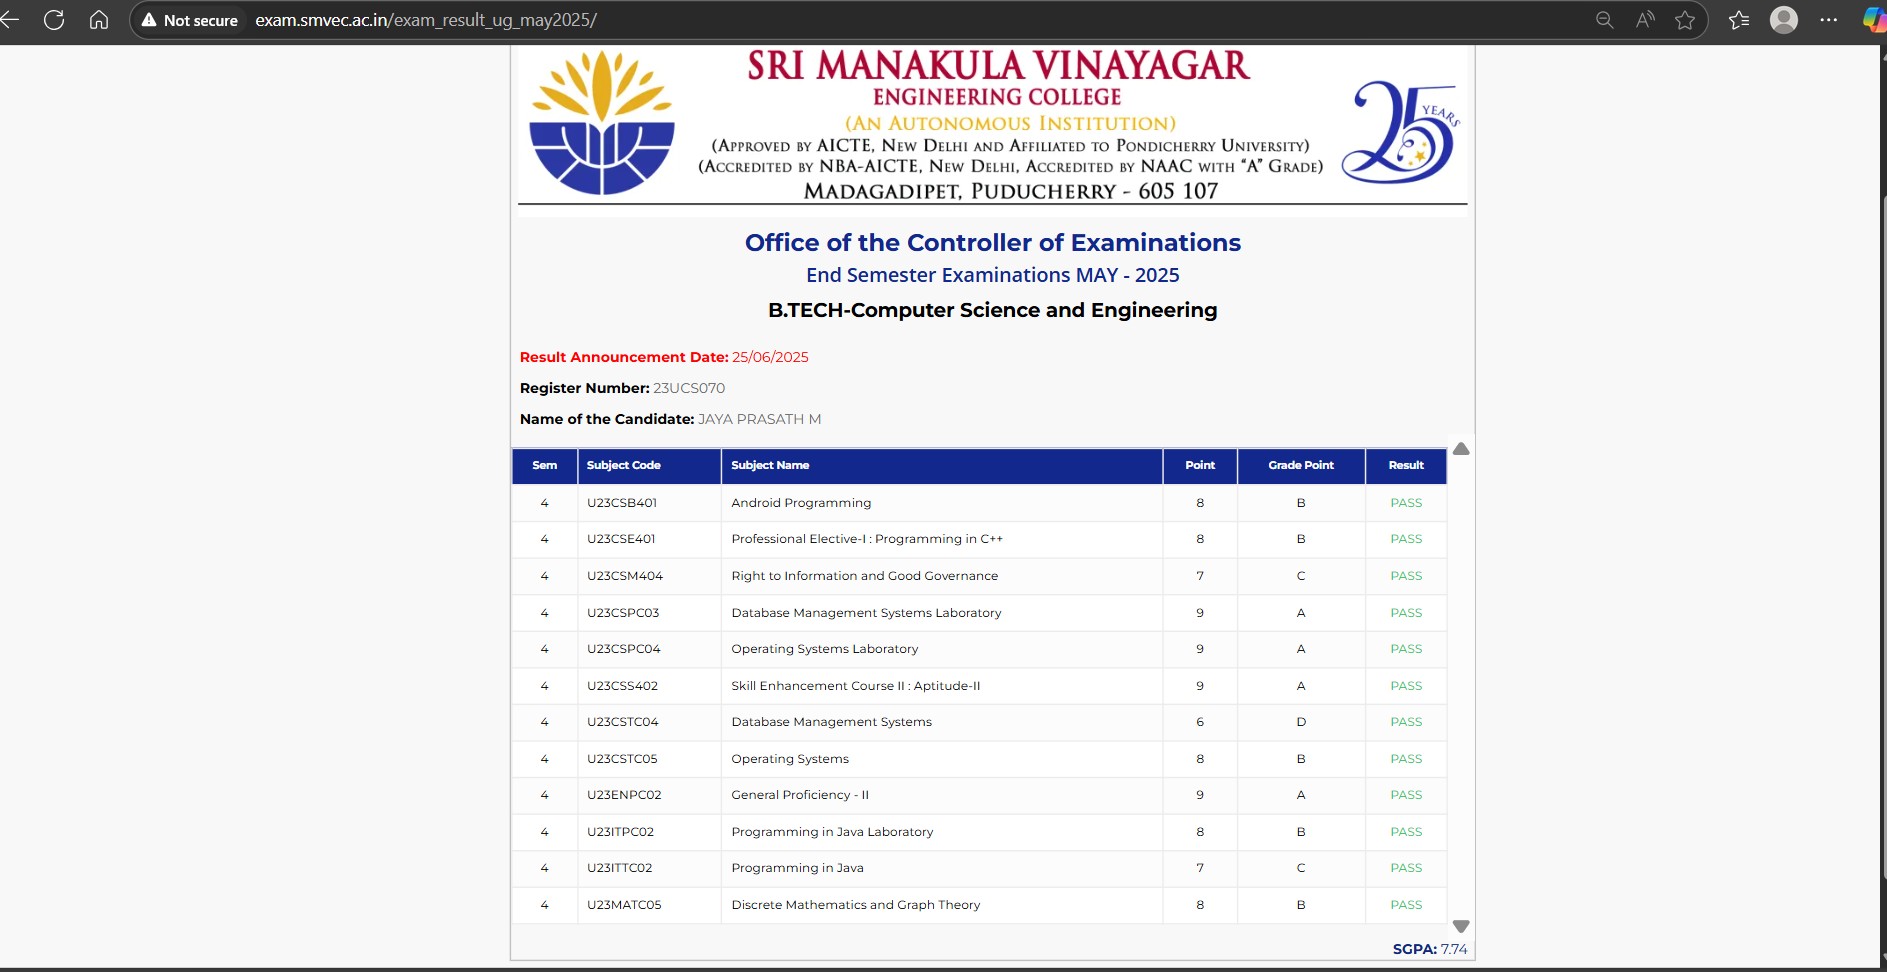 Not secure exam.smvec.ac.in/exam_result_ug_may2025/
SRI MANAKULA VINAYAGAR
ENGINEERING COLLEGE
(AN AUTONOMOUS INSTITUTION)
(APPROVED BY AICTE, NEW DELHI AND AFFILIATED TO PONDICHERRY UNIVERSITY)
(ACCREDITED BY NBA-AICTE, NEW DELHI, ACCREDITED BY NAAC WITH “A” GRADE)
MADAGADIPET, PUDUCHERRY - 605 107
25 YEARS
Office of the Controller of Examinations
End Semester Examinations MAY - 2025
B.TECH-Computer Science and Engineering
Result Announcement Date: 25/06/2025
Register Number: 23UCS070
Name of the Candidate: JAYA PRASATH M
Sem Subject Code Subject Name Point Grade Point Result
4 U23CSB401 Android Programming 8 B PASS
4 U23CSE401 Professional Elective-I : Programming in C++ 8 B PASS
4 U23CSM404 Right to Information and Good Governance 7 C PASS
4 U23CSPC03 Database Management Systems Laboratory 9 A PASS
4 U23CSPC04 Operating Systems Laboratory 9 A PASS
4 U23CSS402 Skill Enhancement Course II : Aptitude-II 9 A PASS
4 U23CSTC04 Database Management Systems 6 D PASS
4 U23CSTC05 Operating Systems 8 B PASS
4 U23ENPC02 General Proficiency - II 9 A PASS
4 U23ITPC02 Programming in Java Laboratory 8 B PASS
4 U23ITTC02 Programming in Java 7 C PASS
4 U23MATC05 Discrete Mathematics and Graph Theory 8 B PASS
SGPA: 7.74